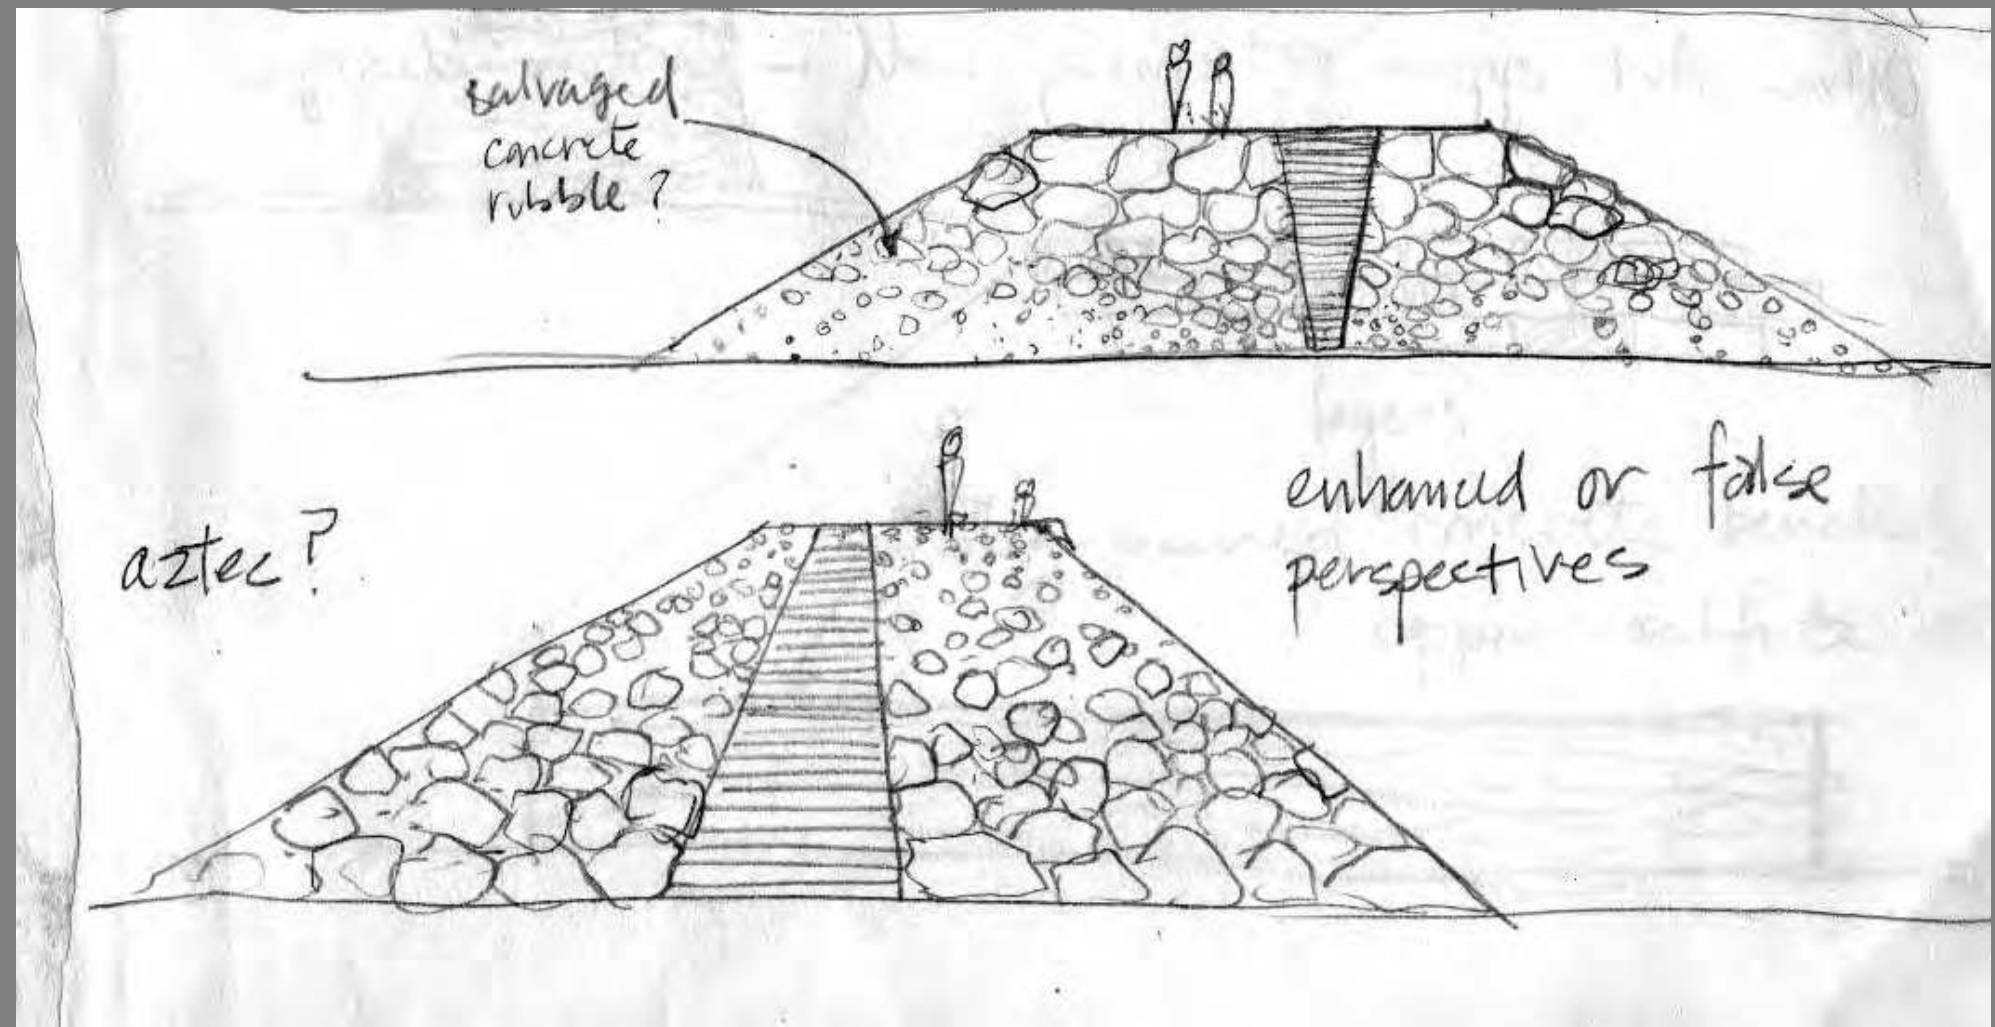 salvaged
concrete
rubble?
aztec?
enhanced or false
perspectives